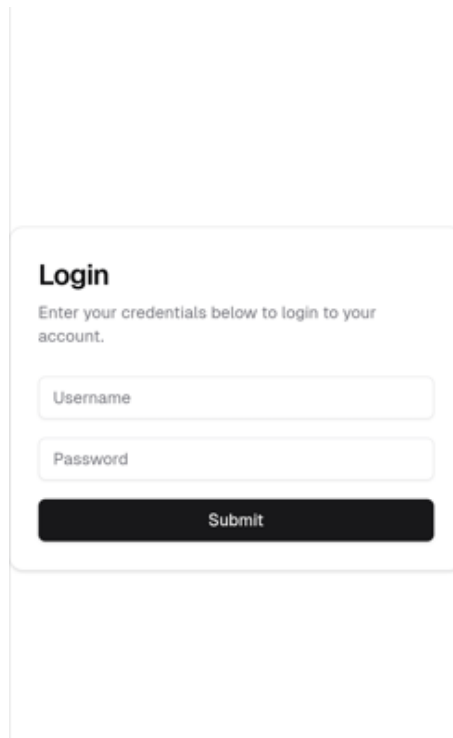 Login
Enter your credentials below to login to your
account.
Username
Password
Submit